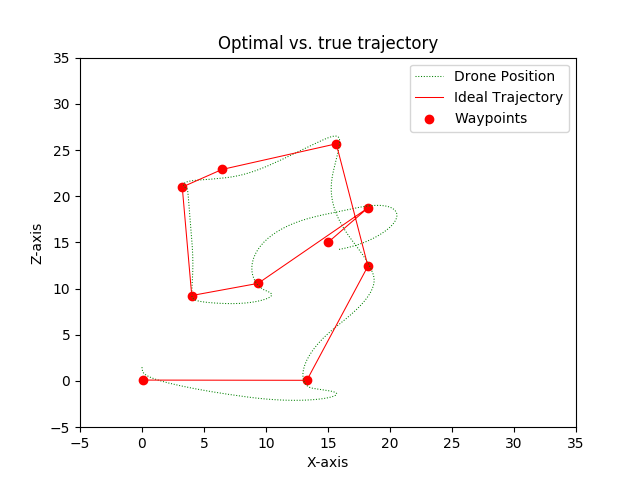 Optimal vs. true trajectory
Drone Position
Ideal Trajectory
Waypoints
Z-axis
35
30
25
20
15
10
5
0
−5
−5 0 5 10 15 20 25 30 35
X-axis